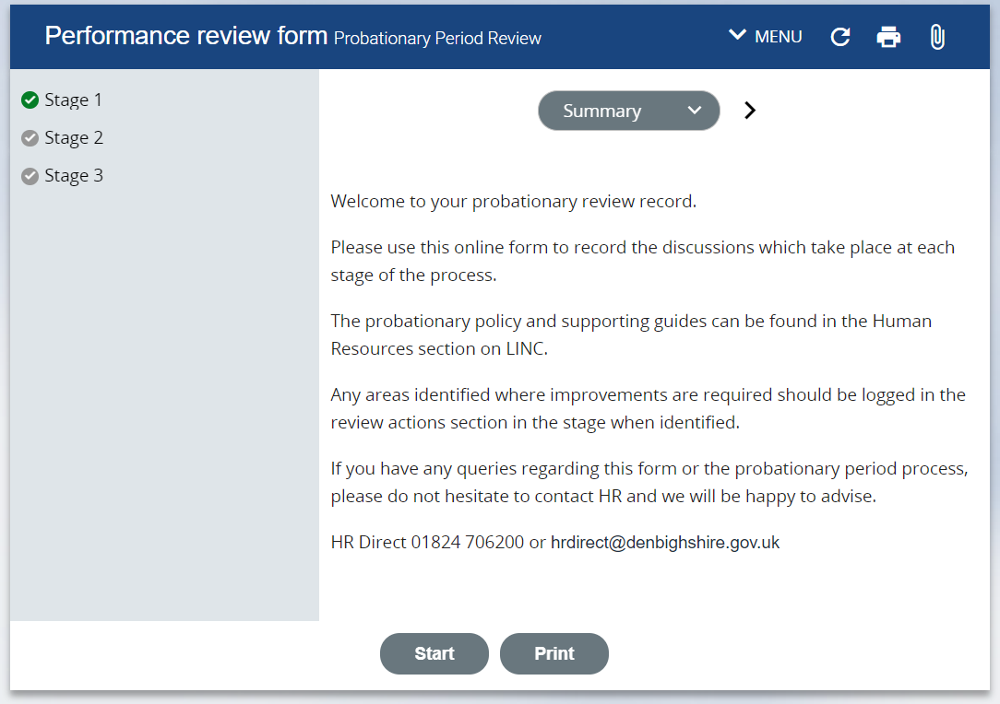 Performance review form Probationary Period Review
MENU
Stage 1
Stage 2
Stage 3
Summary
Welcome to your probationary review record.
Please use this online form to record the discussions which take place at each
stage of the process.
The probationary policy and supporting guides can be found in the Human
Resources section on LINC.
Any areas identified where improvements are required should be logged in the
review actions section in the stage when identified.
If you have any queries regarding this form or the probationary period process,
please do not hesitate to contact HR and we will be happy to advise.
HR Direct 01824 706200 or hrdirect@denbighshire.gov.uk
Start
Print